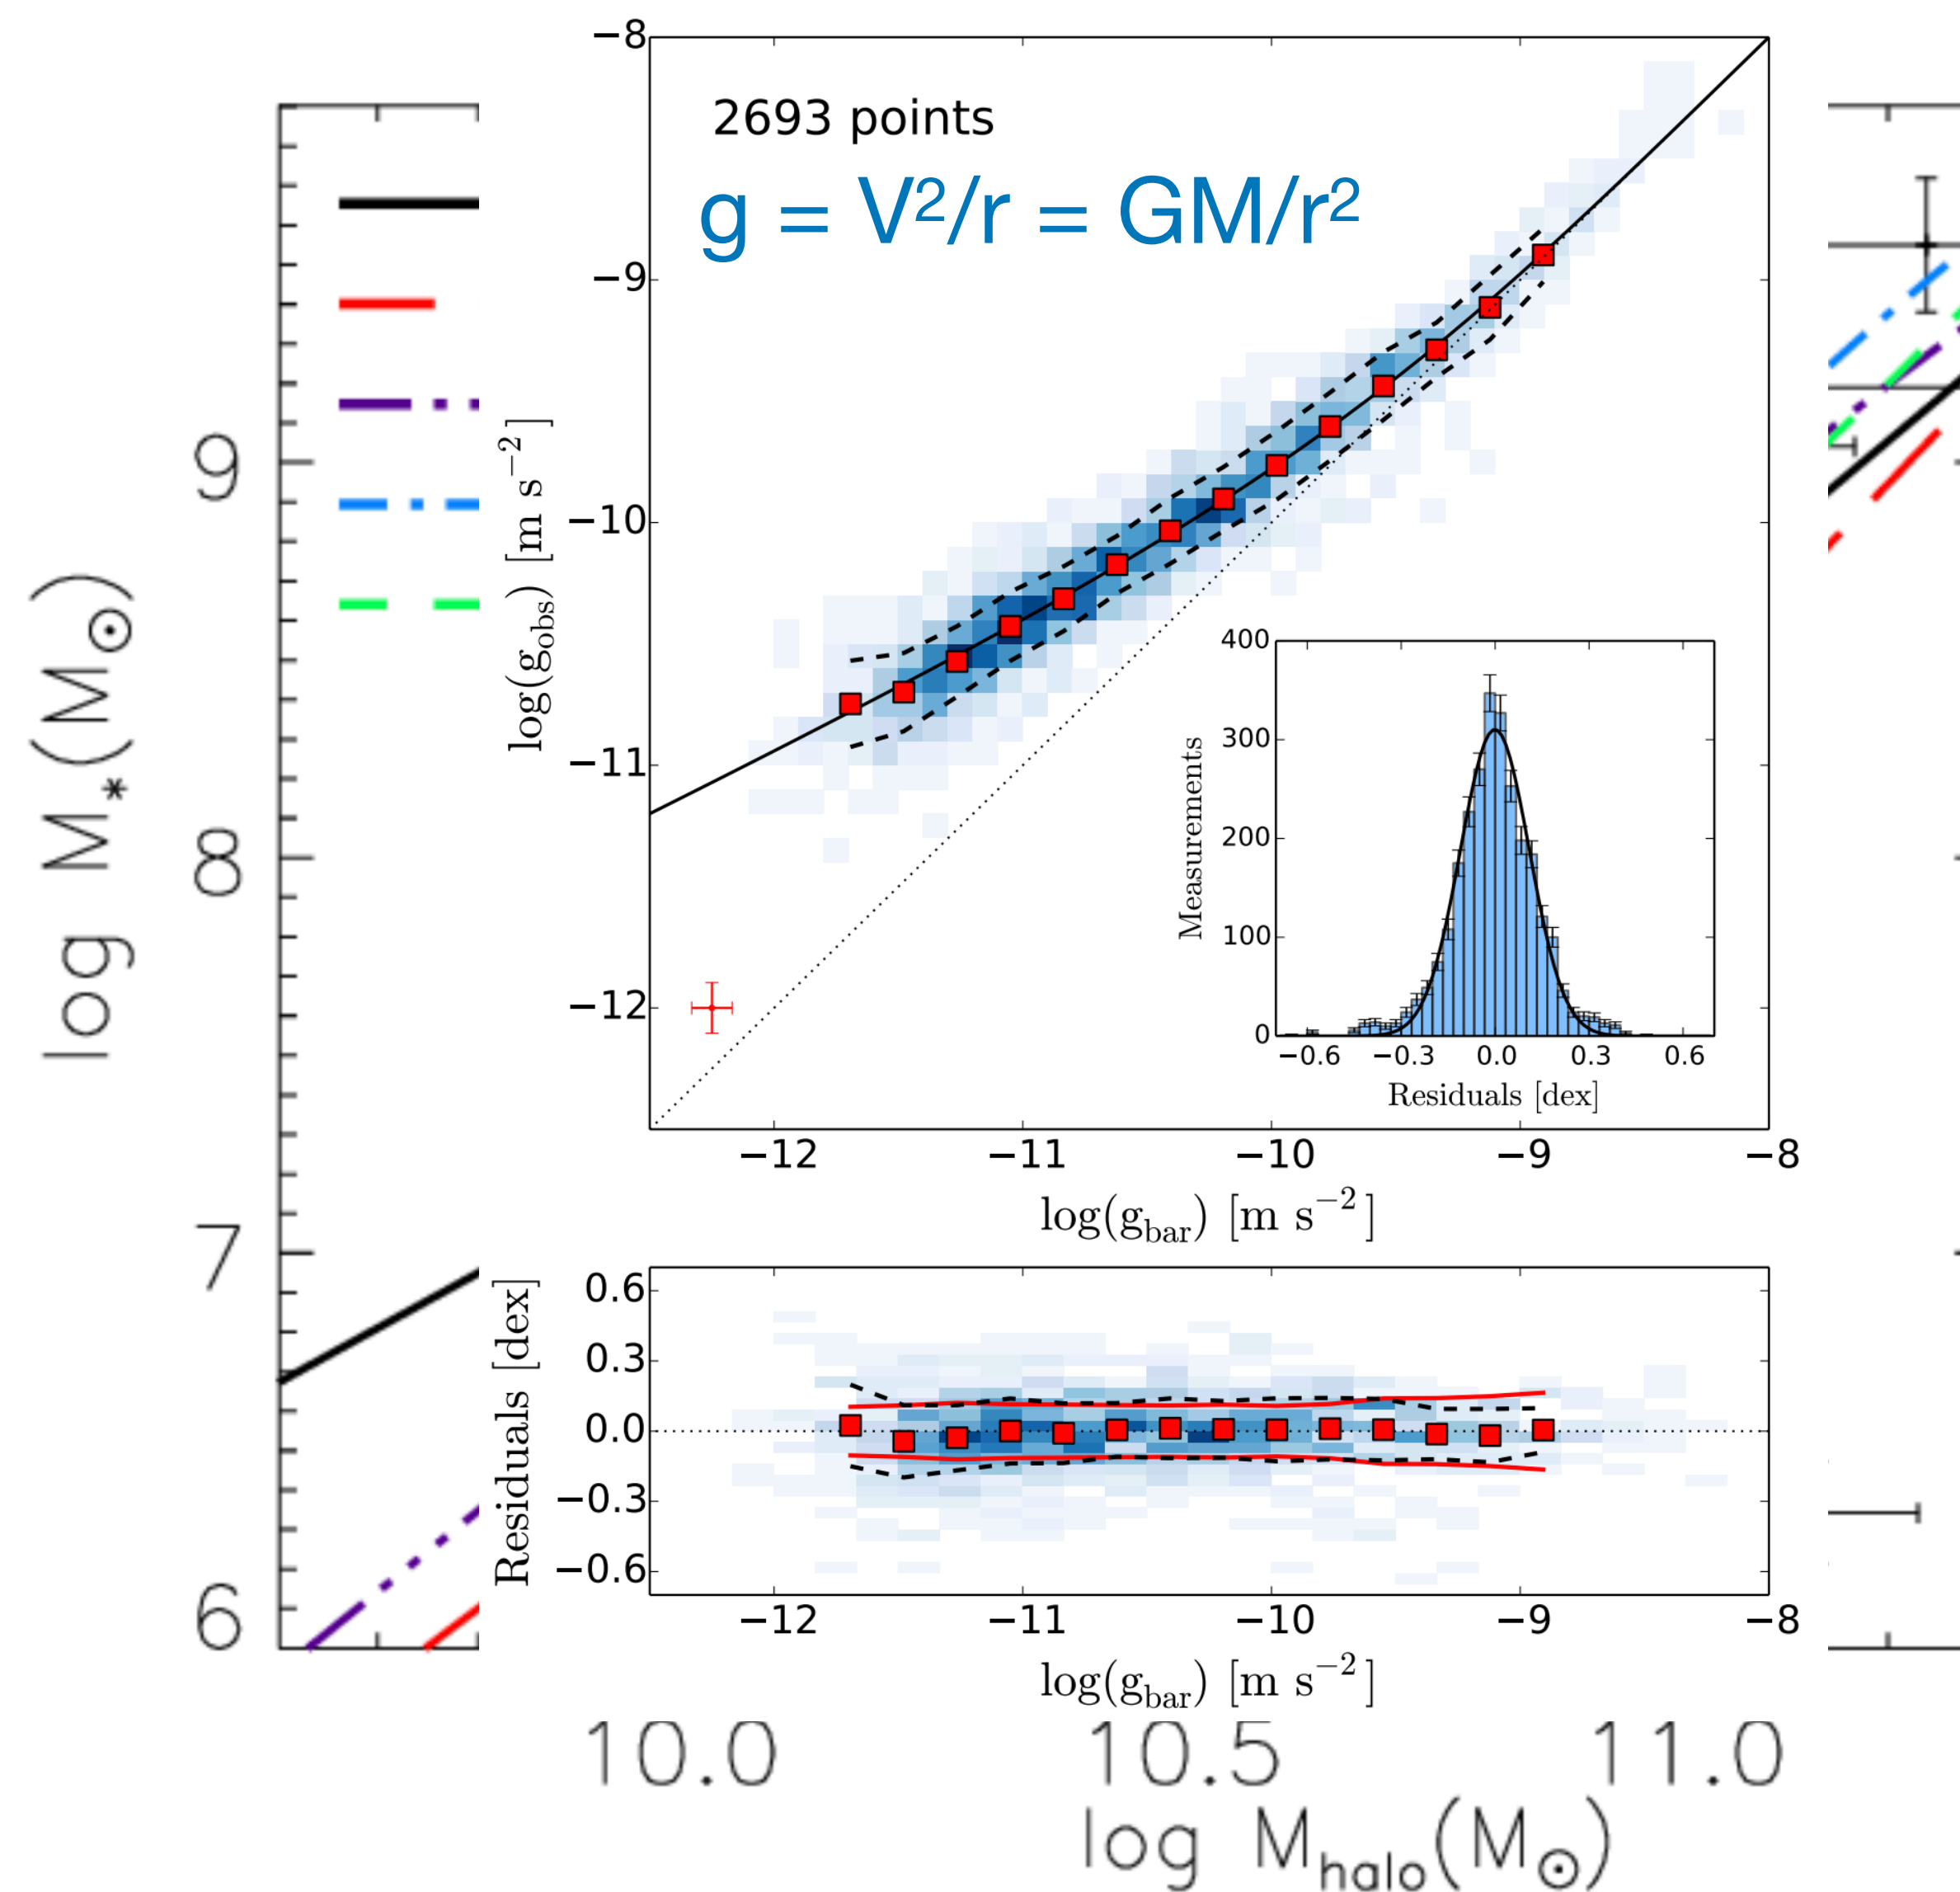 2693 points
g = V²/r = GM/r²
log(g_obs) [m s⁻²]
−8
−9
−10
−11
−12
−12 −11 −10 −9 −8
log(g_bar) [m s⁻²]
Measurements
400
300
200
100
0
−0.6 −0.3 0.0 0.3 0.6
Residuals [dex]
Residuals [dex]
0.6
0.3
0.0
−0.3
−0.6
−12 −11 −10 −9 −8
log(g_bar) [m s⁻²]
log M_*(M_⊙)
9
8
7
6
10.0 10.5 11.0
log M_halo(M_⊙)